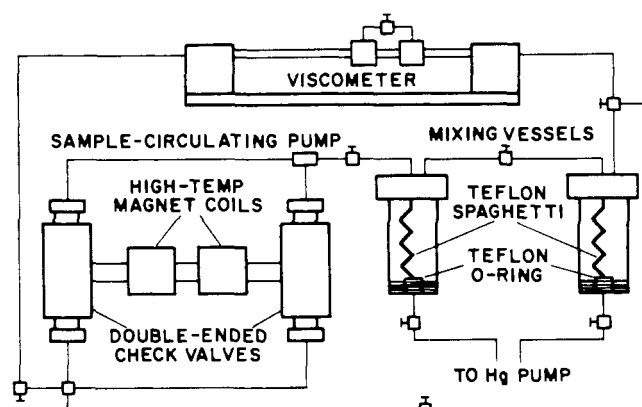 VISCOMETER
SAMPLE-CIRCULATING PUMP
MIXING VESSELS
HIGH-TEMP
MAGNET COILS
TEFLON
SPAGHETTI
TEFLON
O-RING
DOUBLE-ENDED
CHECK VALVES
TO Hg PUMP